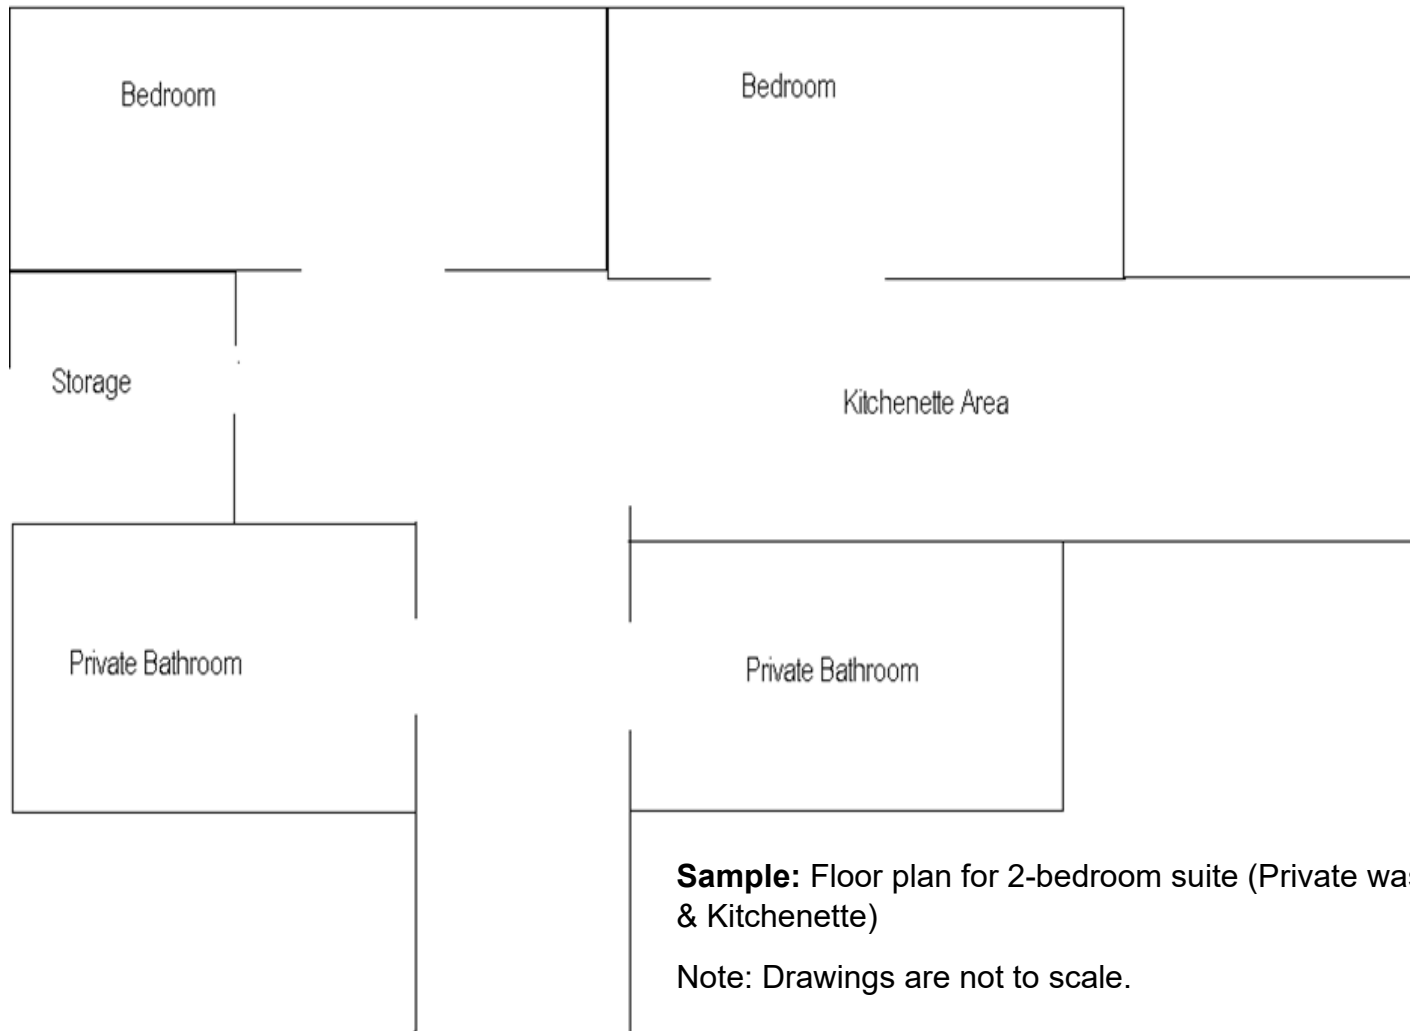 Bedroom
Bedroom
Storage
Kitchenette Area
Private Bathroom
Private Bathroom
Sample: Floor plan for 2-bedroom suite (Private
& Kitchenette)
Note: Drawings are not to scale.